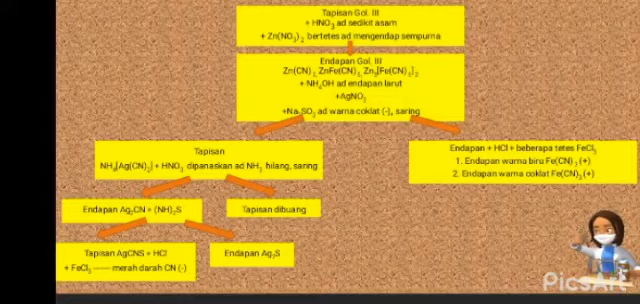 Tapisan Gol. III
+ HNO3 ad sedikit asam
+ Zn(NO3)2 bertetes ad mengendap sempurna
Endapan Gol. III
Zn(CN)2, ZnFe(CN)6, Zn3[Fe(CN)6]2
+ NH4OH ad endapan larut
+AgNO3
+Na2SO3 ad warna coklat (-), saring
Tapisan
NH4[Ag(CN)2] + HNO3 dipanaskan ad NH3 hilang, saring
Endapan + HCl + beberapa tetes FeCl3
1. Endapan warna biru Fe(CN)3 (+)
2. Endapan warna coklat Fe(CN)3 (+)
Endapan Ag2CN + (NH)2S
Tapisan dibuang
Tapisan AgCNS + HCl
+ FeCl3 ------ merah darah CN (-)
Endapan Ag2S
PicsArt